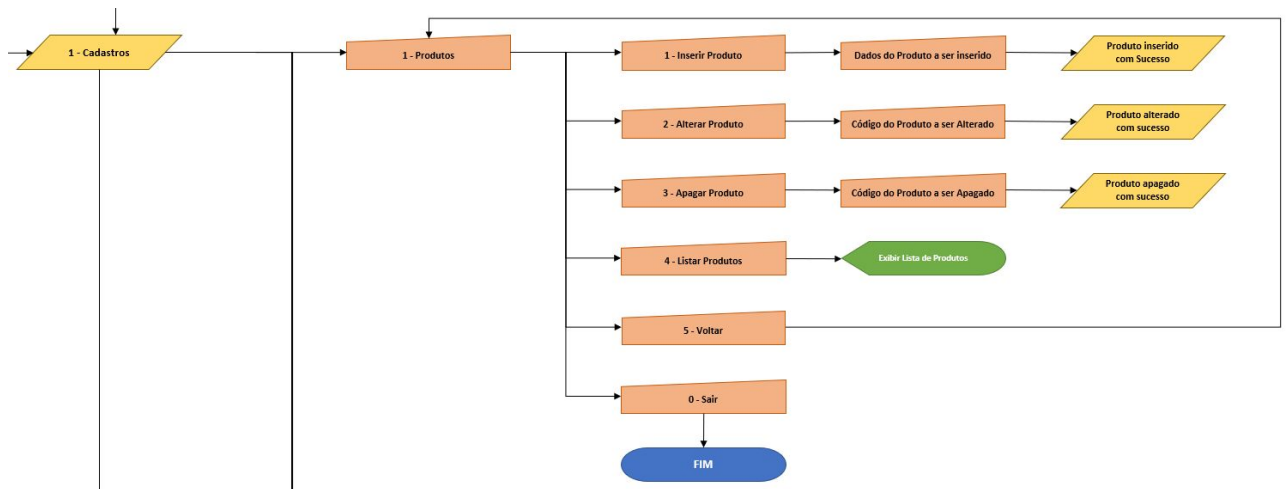 1 - Cadastros
1 - Produtos
1 - Inserir Produto
Dados do Produto a ser inserido
Produto inserido
com Sucesso
2 - Alterar Produto
Código do Produto a ser Alterado
Produto alterado
com sucesso
3 - Apagar Produto
Código do Produto a ser Apagado
Produto apagado
com sucesso
4 - Listar Produtos
Exibir Lista de Produtos
5 - Voltar
0 - Sair
FIM